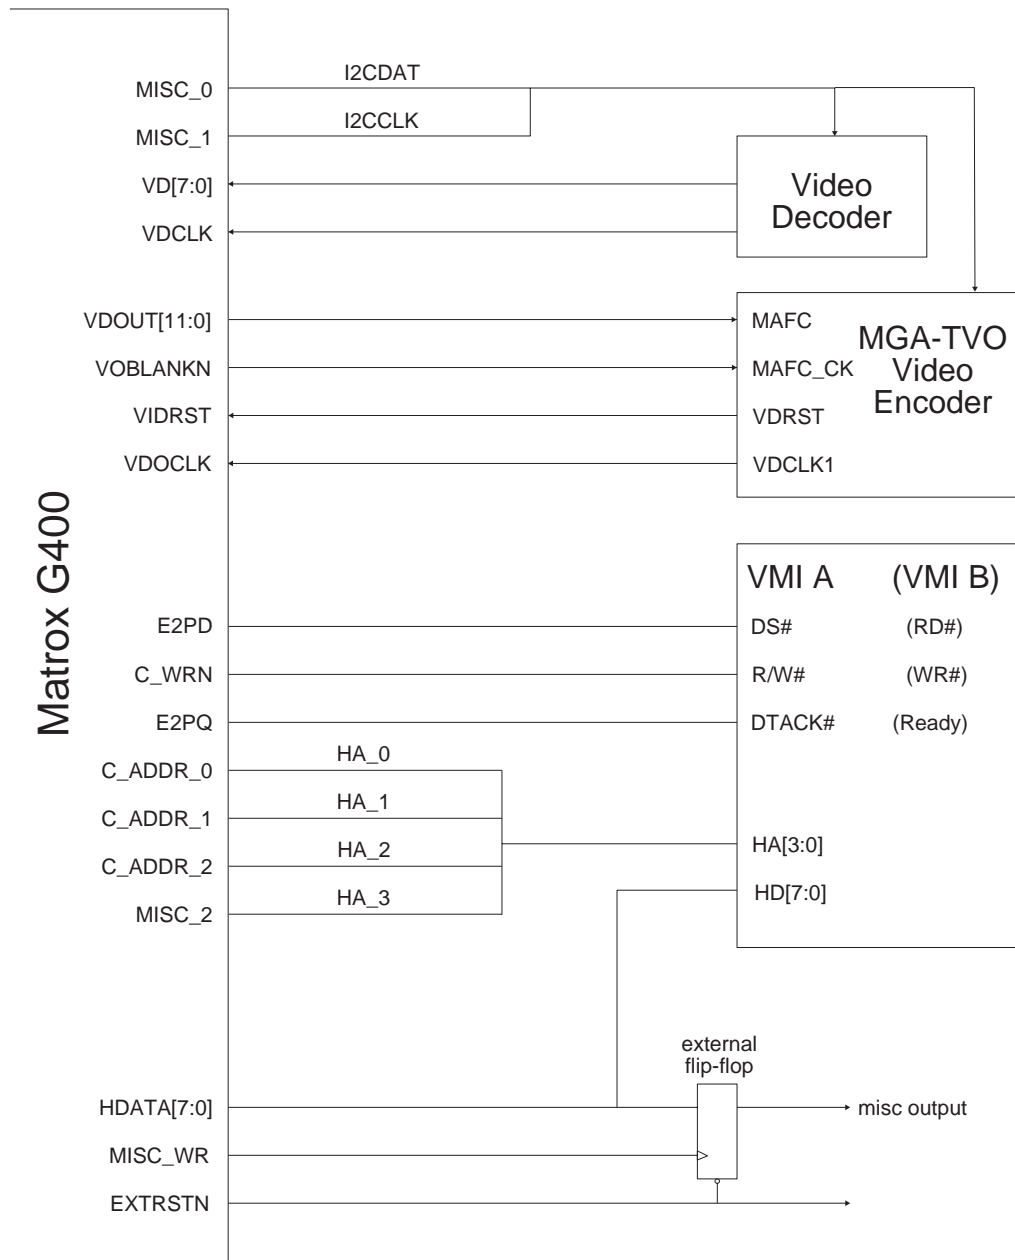 I2CDAT
MISC_0
I2CCLK
MISC_1
VD[7:0]
VDCLK
Video
Decoder
VDOUT[11:0]
VOBLANKN
VIDRST
VDOCLK
MAFC
MAFC_CK
VDRST
VDCLK1
MGA-TVO
Video
Encoder
Matrox G400
VMI A (VMI B)
E2PD
DS# (RD#)
C_WRN
R/W# (WR#)
E2PQ
DTACK# (Ready)
HA_0
C_ADDR_0
HA_1
C_ADDR_1
HA_2
C_ADDR_2
HA_3
MISC_2
HA[3:0]
HD[7:0]
external
flip-flop
HDATA[7:0]
misc output
MISC_WR
EXTRSTN